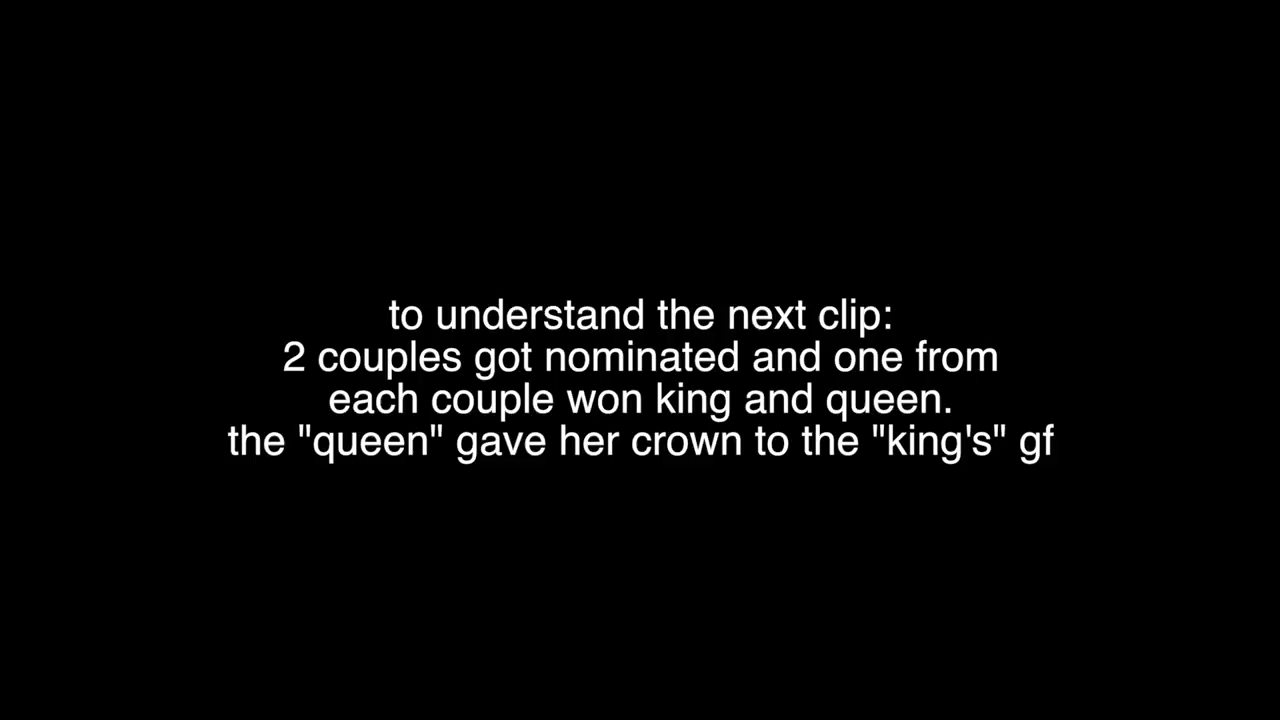 to understand the next clip:
2 couples got nominated and one from
each couple won king and queen.
the "queen" gave her crown to the "king's" gf